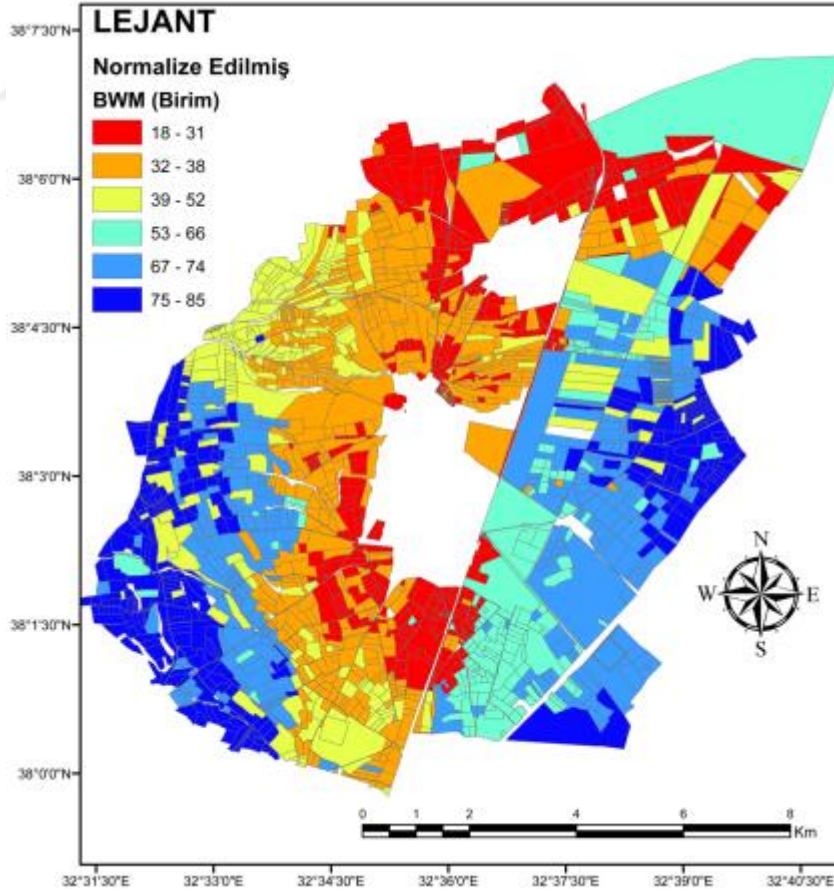 LEJANT
Normalize Edilmiş
BWM (Birim)
18 - 31
32 - 38
39 - 52
53 - 66
67 - 74
75 - 85
38°7'30"N
38°6'0"N
38°4'30"N
38°3'0"N
38°1'30"N
38°0'0"N
N
W E
S
0 1 2 4 6 8
Km
32°31'30"E 32°33'0"E 32°34'30"E 32°36'0"E 32°37'30"E 32°39'0"E 32°40'30"E